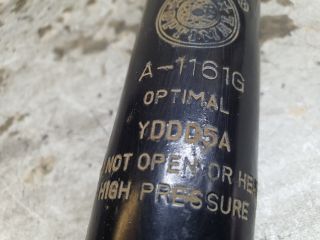 A-1161G
OPTIMAL
YDDD5A
NOT OPEN OR HE
HIGH PRESSURE